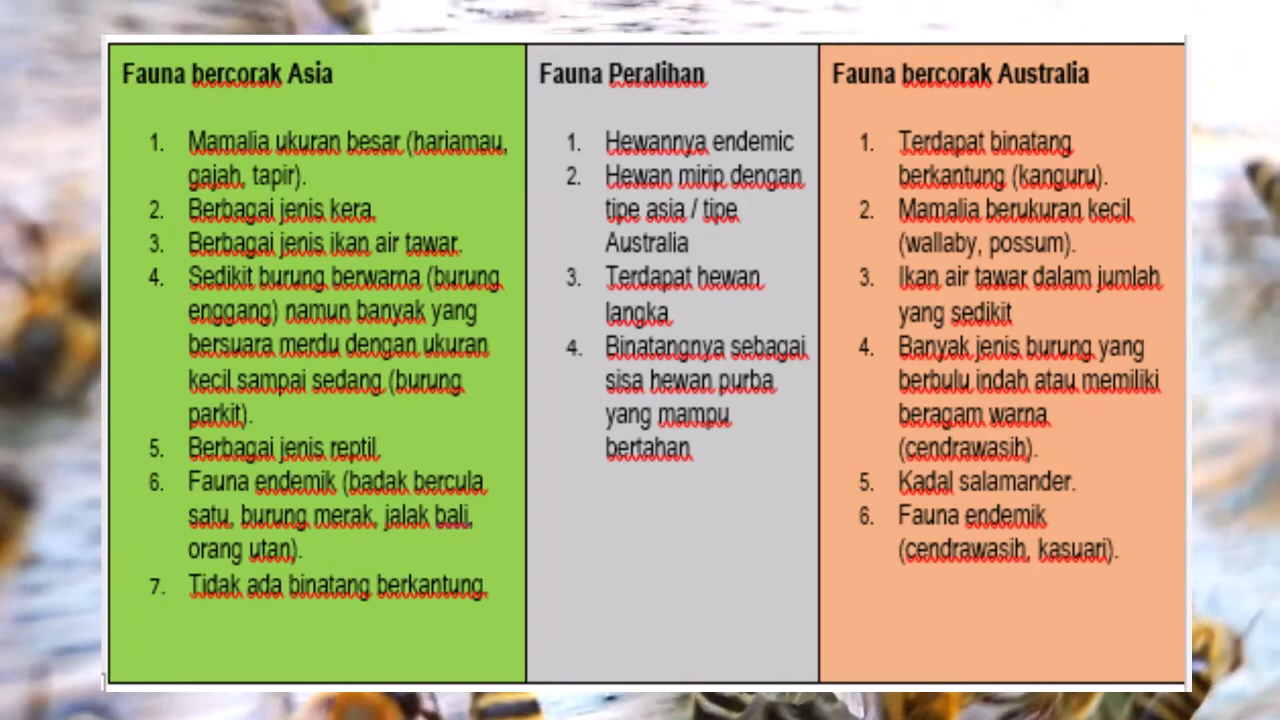 Fauna bercorak Asia
1. Mamalia ukuran besar (hariamau,
gajah, tapir).
2. Berbagai jenis kera.
3. Berbagai jenis ikan air tawar.
4. Sedikit burung berwarna (burung
enggang) namun banyak yang
bersuara merdu dengan ukuran
kecil sampai sedang (burung
parkit).
5. Berbagai jenis reptil.
6. Fauna endemik (badak bercula
satu, burung merak, jalak bali,
orang utan).
7. Tidak ada binatang berkantung.
Fauna Peralihan
1. Hewannya endemic
2. Hewan mirip dengan
tipe asia / tipe
Australia
3. Terdapat hewan
langka
4. Binatangnya sebagai
sisa hewan purba
yang mampu
bertahan
Fauna bercorak Australia
1. Terdapat binatang
berkantung (kanguru).
2. Mamalia berukuran kecil
(wallaby, possum).
3. Ikan air tawar dalam jumlah
yang sedikit
4. Banyak jenis burung yang
berbulu indah atau memiliki
beragam warna
(cendrawasih).
5. Kadal salamander.
6. Fauna endemik
(cendrawasih, kasuari).